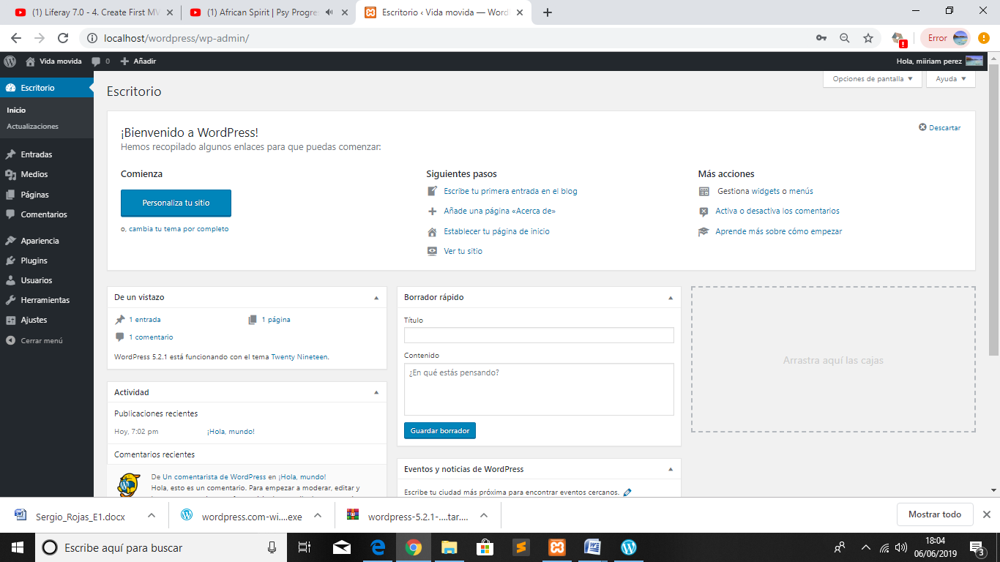 (1) Liferay 7.0 - 4. Create First MV
(1) African Spirit | Psy Progre
Escritorio ‹ Vida movida — Word
localhost/wordpress/wp-admin/
Error
Vida movida
0
Añadir
Hola, miiriam perez
Escritorio
Inicio
Actualizaciones
Entradas
Medios
Páginas
Comentarios
Apariencia
Plugins
Usuarios
Herramientas
Ajustes
Cerrar menú
Opciones de pantalla
Ayuda
Escritorio
¡Bienvenido a WordPress!
Descartar
Hemos recopilado algunos enlaces para que puedas comenzar:
Comienza
Personaliza tu sitio
o, cambia tu tema por completo
Siguientes pasos
Escribe tu primera entrada en el blog
Añade una página «Acerca de»
Establecer tu página de inicio
Ver tu sitio
Más acciones
Gestiona widgets o menús
Activa o desactiva los comentarios
Aprende más sobre cómo empezar
De un vistazo
1 entrada
1 página
1 comentario
WordPress 5.2.1 está funcionando con el tema Twenty Nineteen.
Actividad
Publicaciones recientes
Hoy, 7:02 pm
¡Hola, mundo!
Comentarios recientes
De Un comentarista de WordPress en ¡Hola, mundo!
Hola, esto es un comentario. Para empezar a moderar, editar y
Borrador rápido
Título
Contenido
¿En qué estás pensando?
Guardar borrador
Eventos y noticias de WordPress
Escribe tu ciudad más próxima para encontrar eventos cercanos.
Arrastra aquí las cajas
Sergio_Rojas_E1.docx
wordpress.com-wi....exe
wordpress-5.2.1-....tar....
Mostrar todo
Escribe aquí para buscar
18:04
06/06/2019
3